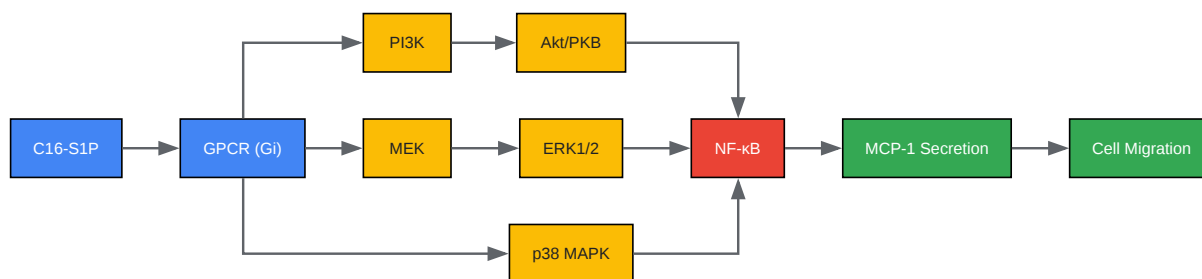 PI3K
Akt/PKB
C16-S1P
GPCR (Gi)
MEK
ERK1/2
NF-κB
MCP-1 Secretion
Cell Migration
p38 MAPK